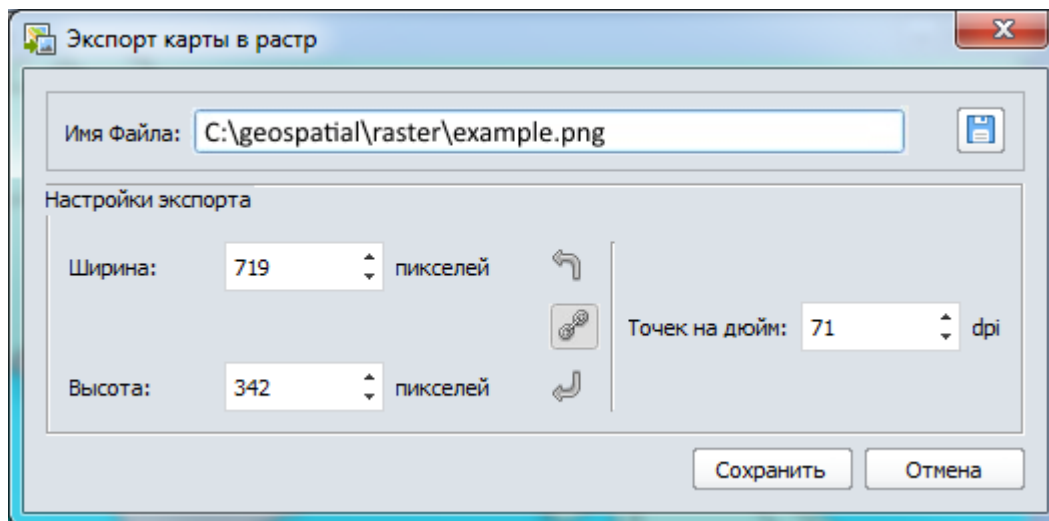 Экспорт карты в растр
Имя Файла: C:\geospatial\raster\example.png
Настройки экспорта
Ширина: 719 пикселей
Точек на дюйм: 71 dpi
Высота: 342 пикселей
Сохранить Отмена